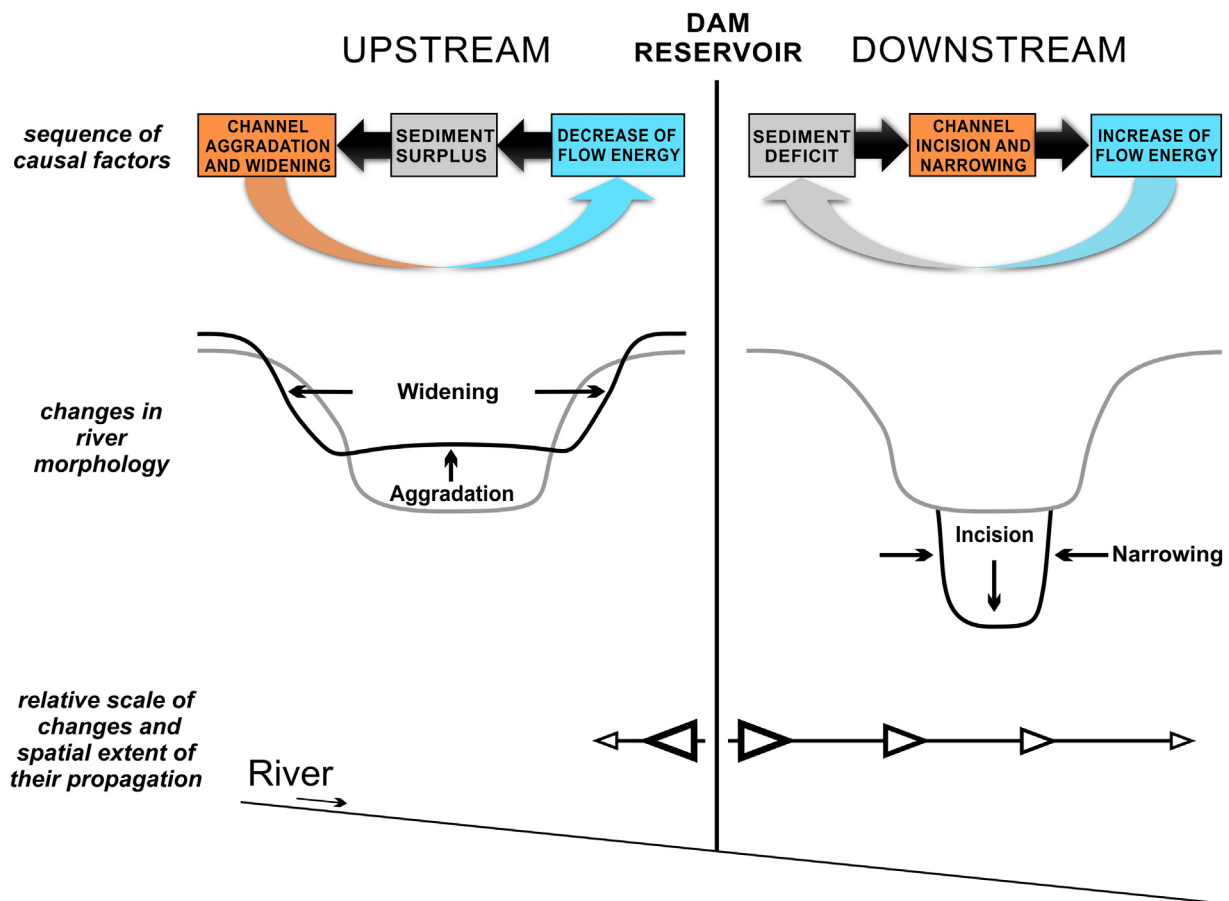 UPSTREAM
DAM
RESERVOIR
DOWNSTREAM
sequence of
causal factors
CHANNEL
AGGRADATION
AND WIDENING
SEDIMENT
SURPLUS
DECREASE OF
FLOW ENERGY
SEDIMENT
DEFICIT
CHANNEL
INCISION AND
NARROWING
INCREASE OF
FLOW ENERGY
changes in
river
morphology
Widening
Aggradation
Incision
Narrowing
relative scale of
changes and
spatial extent of
their propagation
River